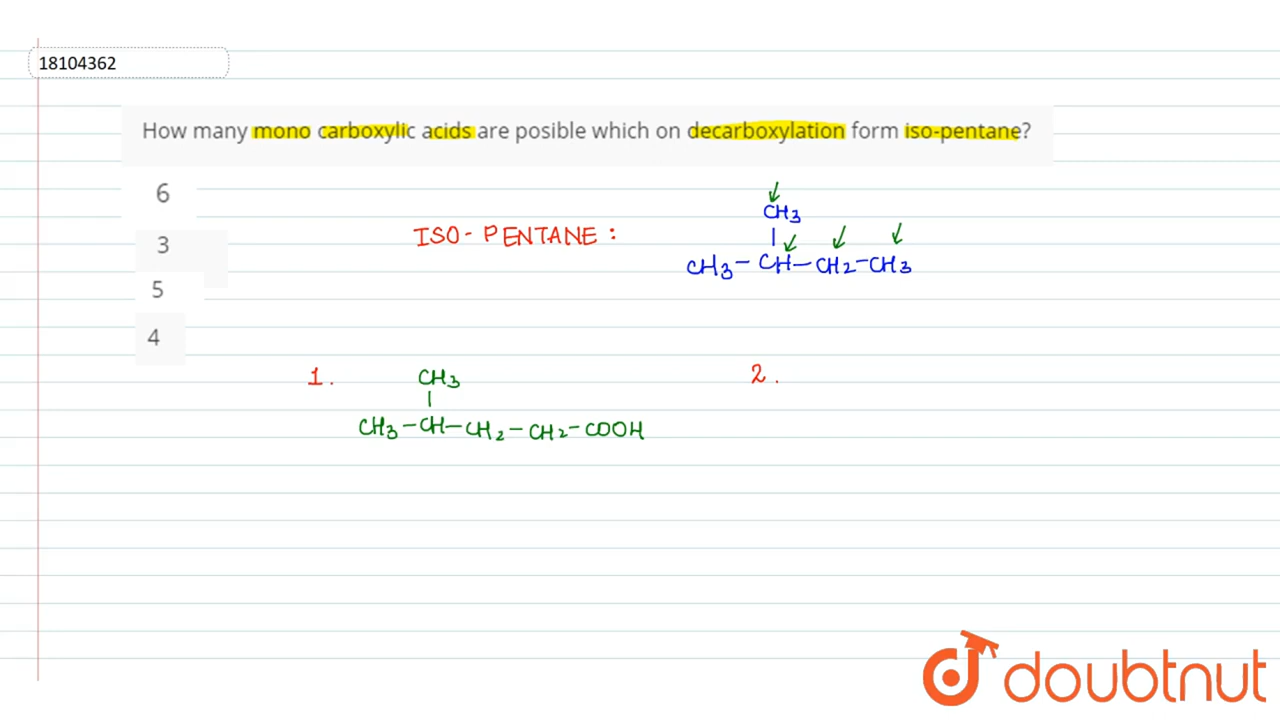 18104362
How many mono carboxylic acids are posible which on decarboxylation form iso-pentane?
6
3
5
4
ISO-PENTANE :
CH3
|
CH3-CH-CH2-CH3
1.
CH3
|
CH3-CH-CH2-CH2-COOH
2.
doubtnut